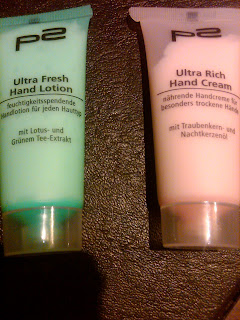 p2
Ultra Fresh
Hand Lotion
feuchtigkeitsspendende
Handlotion für jeden Hauttyp
mit Lotus- und
Grünem Tee-Extrakt
p2
Ultra Rich
Hand Cream
nährende Handcreme für
besonders trockene Hände
mit Traubenkern- und
Nachtkerzenöl